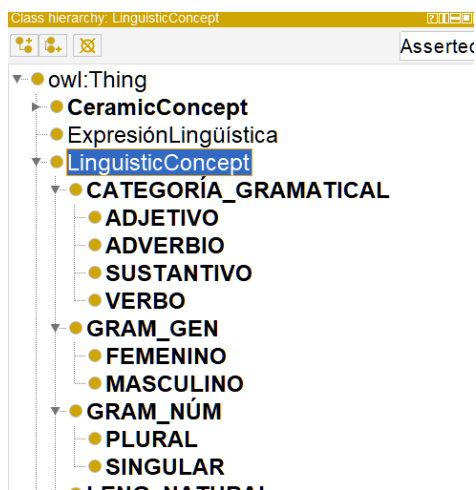 Class hierarchy: LinguisticConcept
Asserted
owl:Thing
CeramicConcept
ExpresiónLingüística
LinguisticConcept
CATEGORÍA_GRAMATICAL
ADJETIVO
ADVERBIO
SUSTANTIVO
VERBO
GRAM_GEN
FEMENINO
MASCULINO
GRAM_NÚM
PLURAL
SINGULAR
LENG_NATURAL